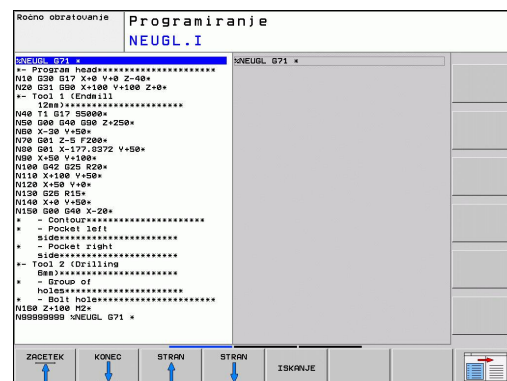 Ročno obratovanje
Programiranje
NEUGL.I
%NEUGL G71 *
*- Program head**********************
N10 G30 G17 X+0 Y+0 Z-40*
N20 G31 G90 X+100 Y+100 Z+0*
*- Tool 1 (Endmill
12mm)**********************
N40 T1 G17 S5000*
N50 G00 G40 G90 Z+250*
N60 X-30 Y+50*
N70 G01 Z-5 F200*
N80 G01 X-177.8372 Y+50*
N90 X+50 Y+100*
N100 G42 G25 R20*
N110 X+100 Y+50*
N120 X+50 Y+0*
N130 G26 R15*
N140 X+0 Y+50*
N150 G00 G40 X-20*
* - Contour**********************
* - Pocket left
side**********************
* - Pocket right
side**********************
*- Tool 2 (Drilling
6mm)**********************
* - Group of
holes**********************
* - Bolt hole**********************
N160 Z+100 M2*
N99999999 %NEUGL G71 *
%NEUGL G71 *
ZACETEK
KONEC
STRAN
STRAN
ISKANJE